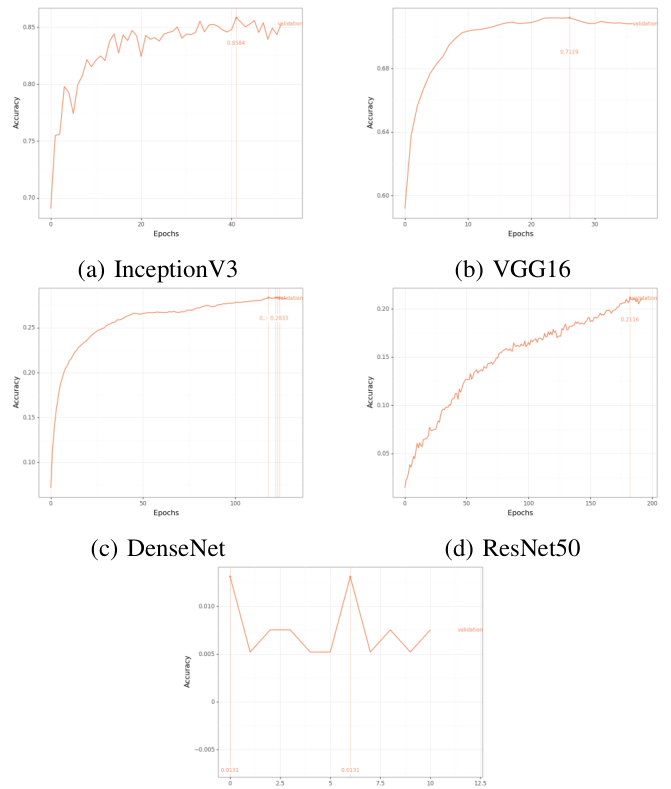 0.85
0.80
0.75
0.70
Accuracy
validation
0.8584
0
20
40
Epochs
(a) InceptionV3
0.68
0.64
0.60
Accuracy
validation
0.7119
0
10
20
30
Epochs
(b) VGG16
0.25
0.20
0.15
0.10
Accuracy
validation
0.2833
0
50
100
Epochs
(c) DenseNet
0.20
0.15
0.10
0.05
Accuracy
validation
0.2116
0
50
100
150
200
Epochs
(d) ResNet50
0.010
0.005
0
−0.005
Accuracy
validation
0.0131
0.0131
0
2.5
5.0
7.5
10
12.5